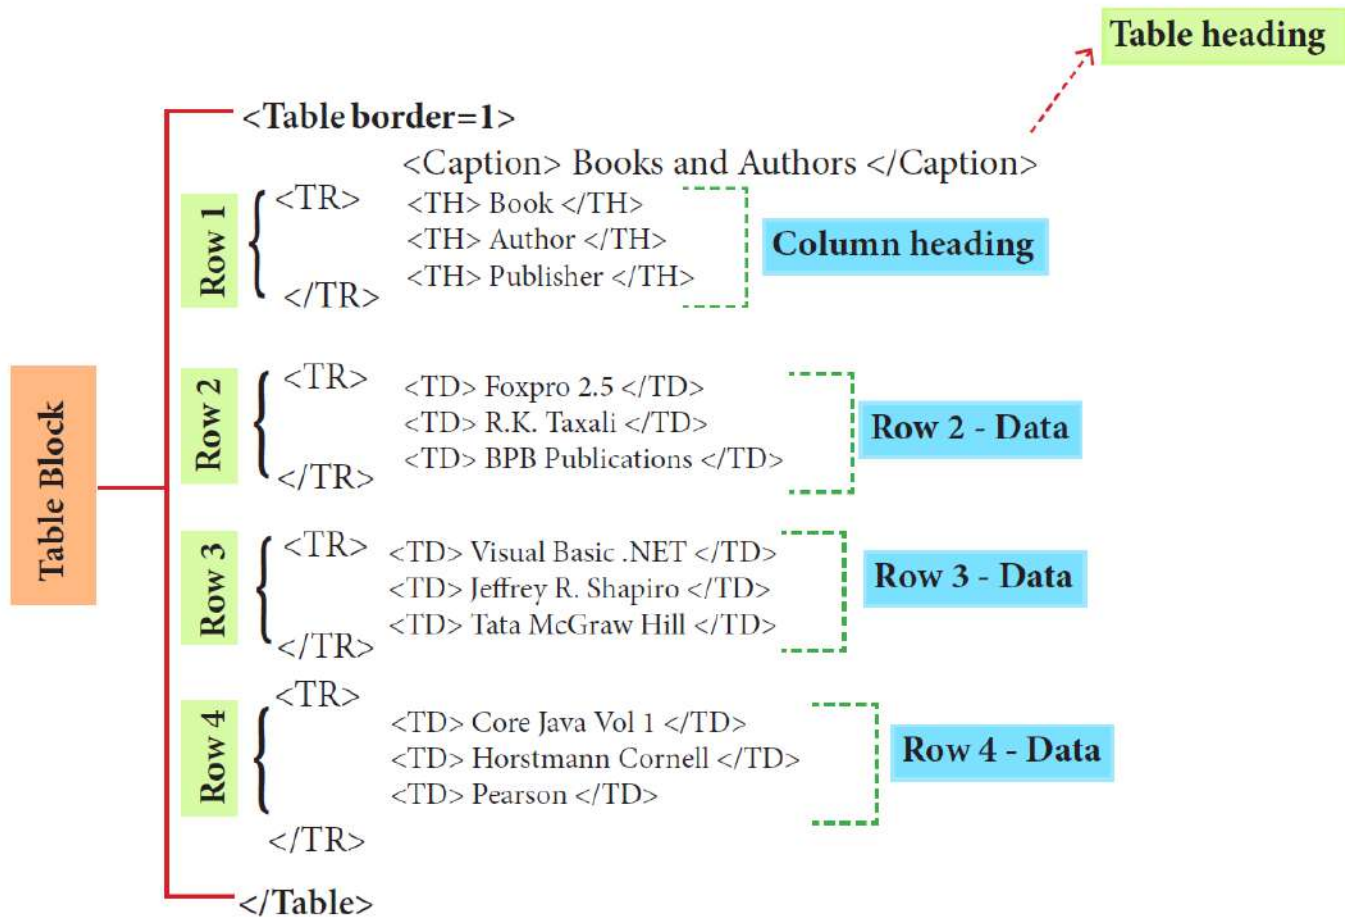 Table heading
<Table border=1>
<Caption> Books and Authors </Caption>
Row 1
<TR>
<TH> Book </TH>
<TH> Author </TH>
Column heading
<TH> Publisher </TH>
</TR>
Table Block
Row 2
<TR>
<TD> Foxpro 2.5 </TD>
<TD> R.K. Taxali </TD>
Row 2 - Data
<TD> BPB Publications </TD>
</TR>
Row 3
<TR>
<TD> Visual Basic .NET </TD>
<TD> Jeffrey R. Shapiro </TD>
Row 3 - Data
<TD> Tata McGraw Hill </TD>
</TR>
Row 4
<TR>
<TD> Core Java Vol 1 </TD>
<TD> Horstmann Cornell </TD>
Row 4 - Data
<TD> Pearson </TD>
</TR>
</Table>